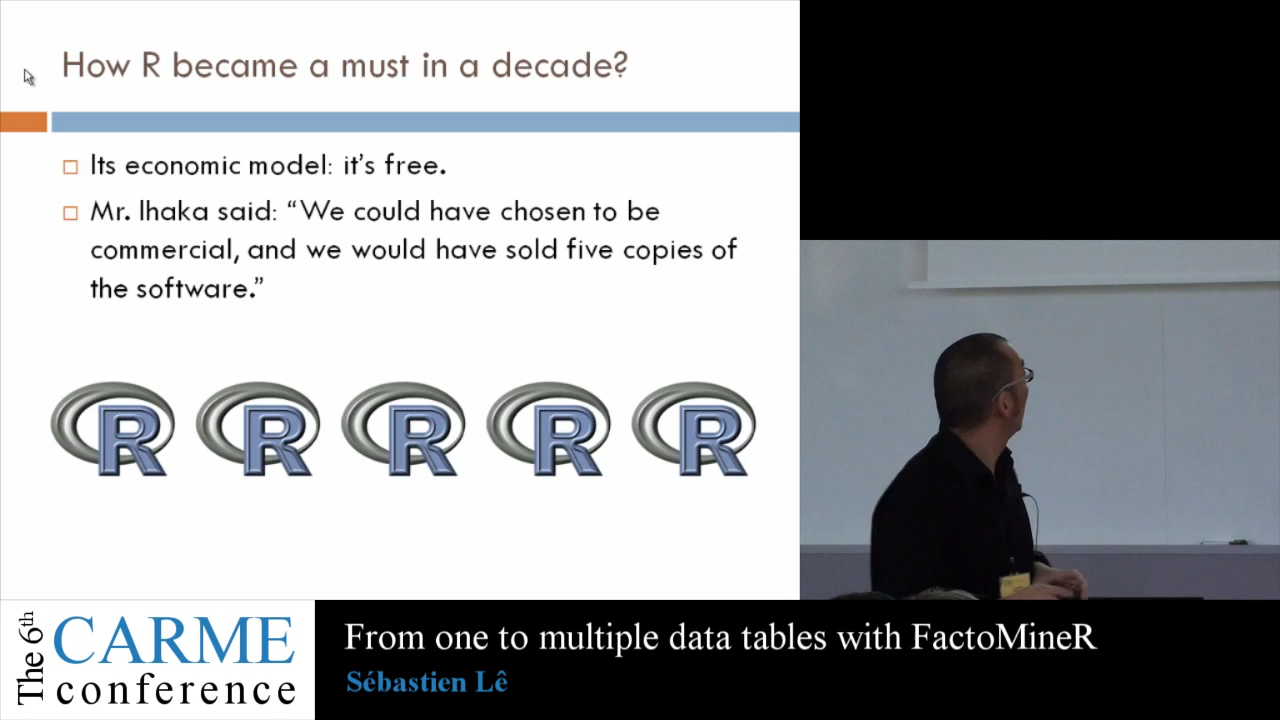 How R became a must in a decade?
Its economic model: it's free.
Mr. Ihaka said: “We could have chosen to be
commercial, and we would have sold five copies of
the software.”
R R R R R
The 6th
CARME
conference
From one to multiple data tables with FactoMineR
Sébastien Lê